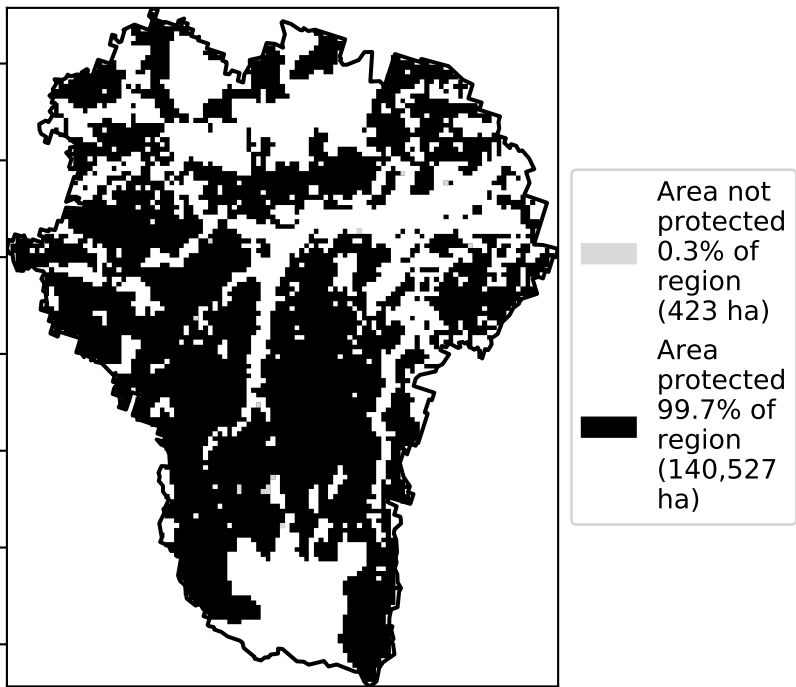 Area not
protected
0.3% of
region
(423 ha)
Area
protected
99.7% of
region
(140,527
ha)